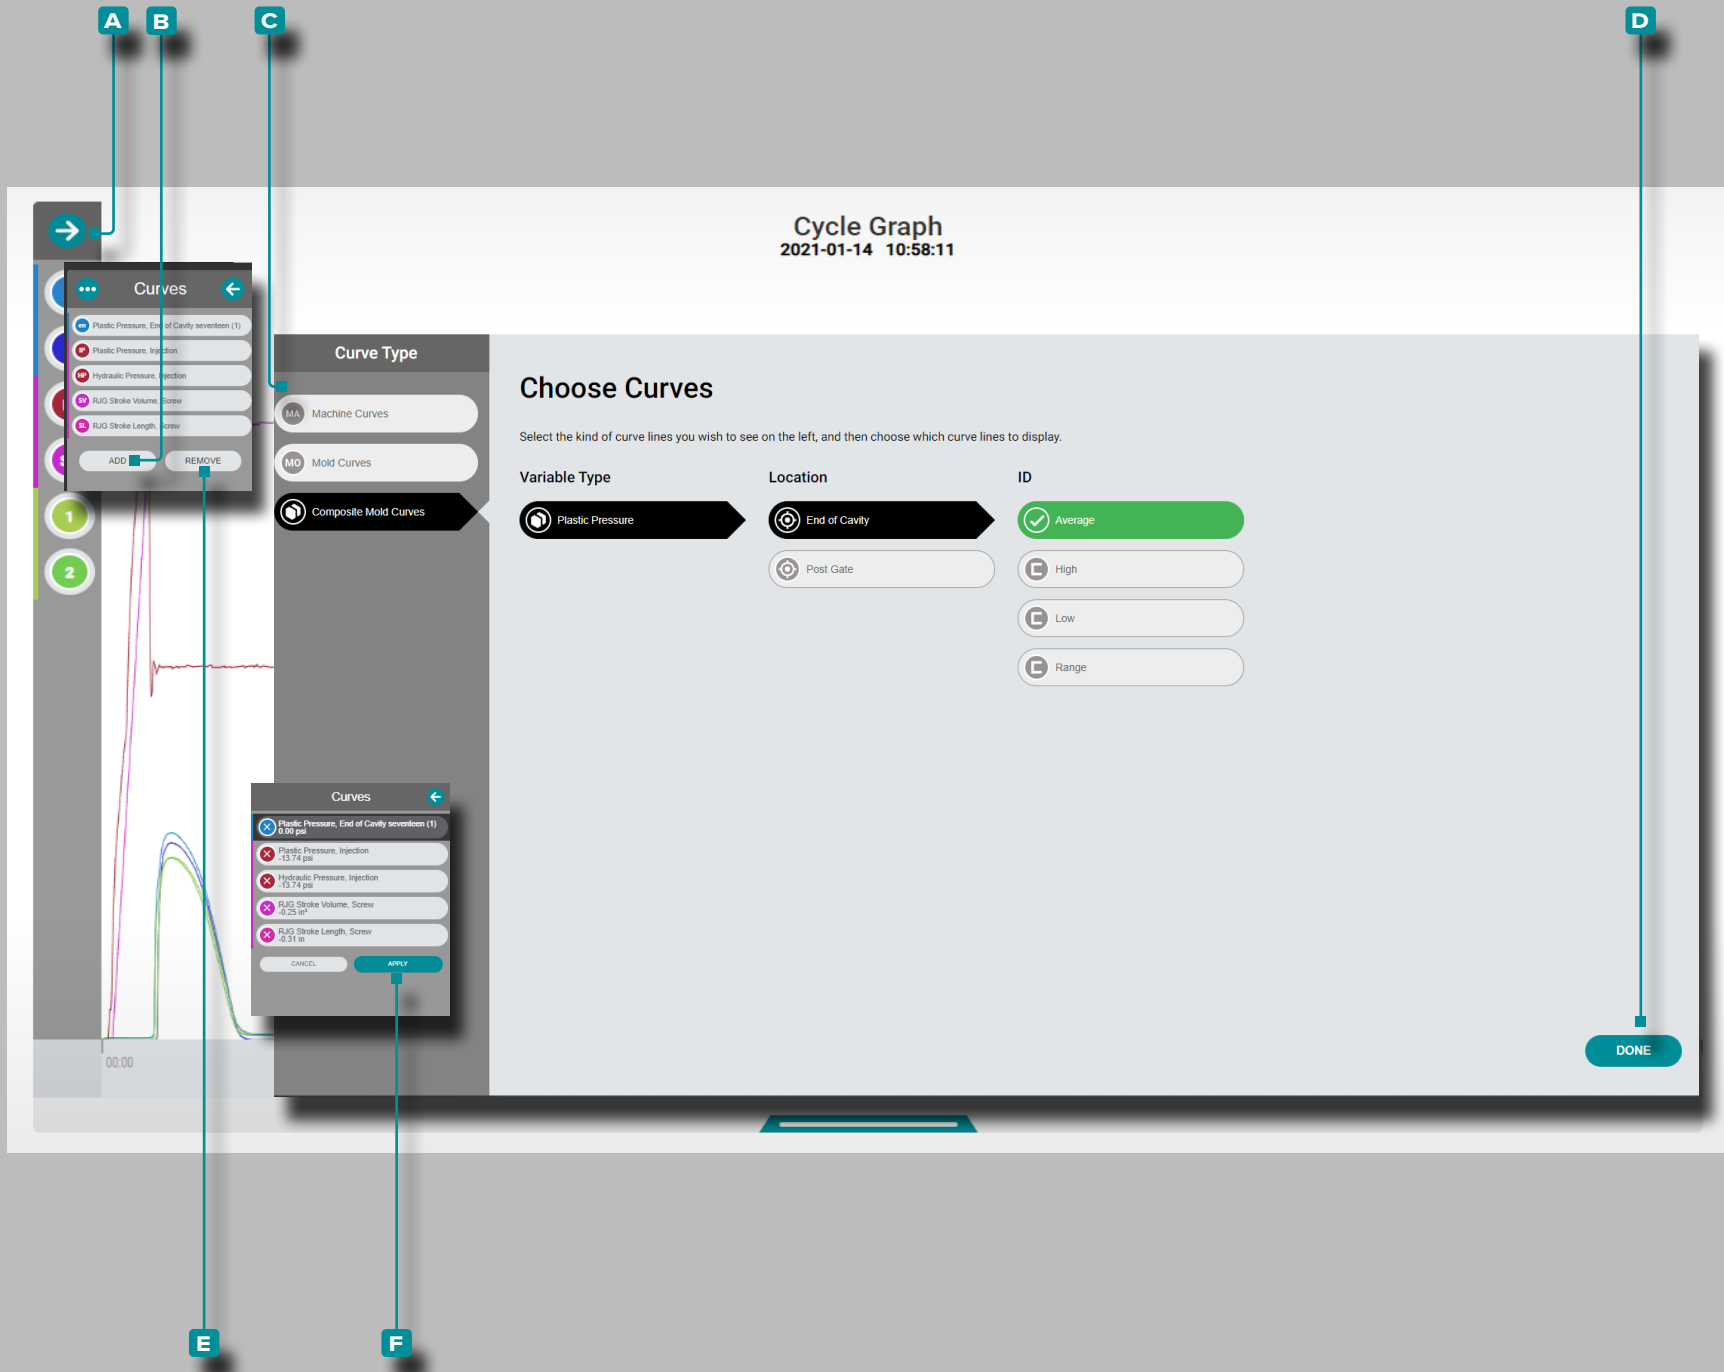 A
B
C
D
Cycle Graph
2021-01-14 10:58:11
Curves
en Plastic Pressure, End of Cavity seventeen (1)
IP Plastic Pressure, Injection
HP Hydraulic Pressure, Injection
SV RJG Stroke Volume, Screw
SL RJG Stroke Length, Screw
ADD
REMOVE
1
2
Curve Type
MA Machine Curves
MO Mold Curves
Composite Mold Curves
Choose Curves
Select the kind of curve lines you wish to see on the left, and then choose which curve lines to display.
Variable Type
Location
ID
Plastic Pressure
End of Cavity
Average
Post Gate
High
Low
Range
Curves
Plastic Pressure, End of Cavity seventeen (1)
0.00 psi
Plastic Pressure, Injection
-13.74 psi
Hydraulic Pressure, Injection
-13.74 psi
RJG Stroke Volume, Screw
-0.25 in³
RJG Stroke Length, Screw
-0.31 in
CANCEL
APPLY
00:00
DONE
E
F